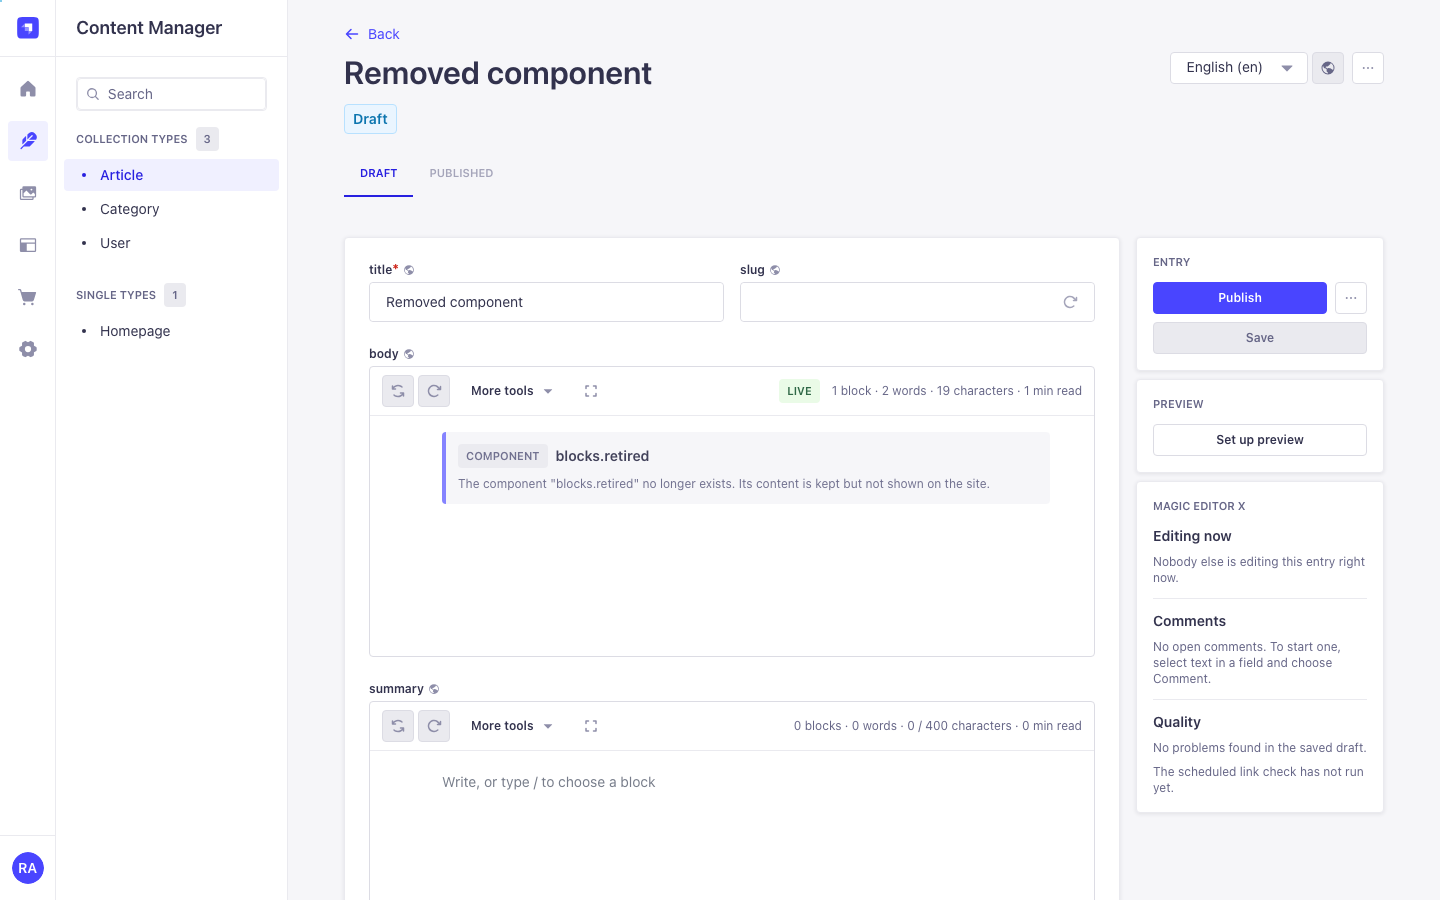 Content Manager
Search
COLLECTION TYPES 3
Article
Category
User
SINGLE TYPES 1
Homepage
RA
Back
Removed component
English (en)
Draft
DRAFT
PUBLISHED
title*
slug
Removed component
body
More tools
LIVE
1 block · 2 words · 19 characters · 1 min read
COMPONENT blocks.retired
The component "blocks.retired" no longer exists. Its content is kept but not shown on the site.
summary
More tools
0 blocks · 0 words · 0 / 400 characters · 0 min read
Write, or type / to choose a block
ENTRY
Publish
Save
PREVIEW
Set up preview
MAGIC EDITOR X
Editing now
Nobody else is editing this entry right
now.
Comments
No open comments. To start one,
select text in a field and choose
Comment.
Quality
No problems found in the saved draft.
The scheduled link check has not run
yet.